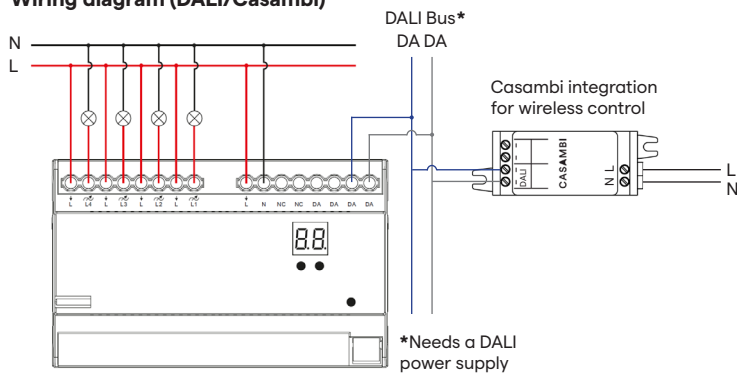 Wiring diagram (DALI/Casambi)
DALI Bus*
DA DA
N
L
Casambi integration
for wireless control
DALI
CASAMBI
N L
L
N
L L4 L L3 L L2 L L1 L N NC NC DA DA DA DA
8.8.
*Needs a DALI
power supply